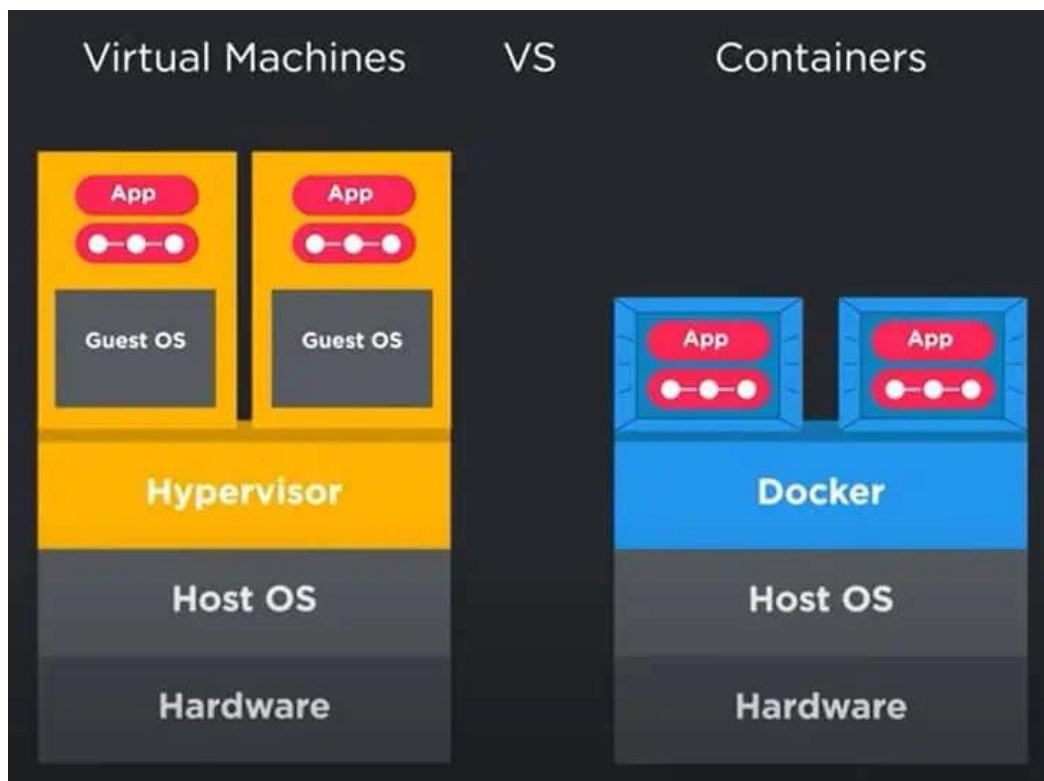 Virtual Machines VS Containers
App
App
Guest OS
Guest OS
Hypervisor
Host OS
Hardware
App
App
Docker
Host OS
Hardware